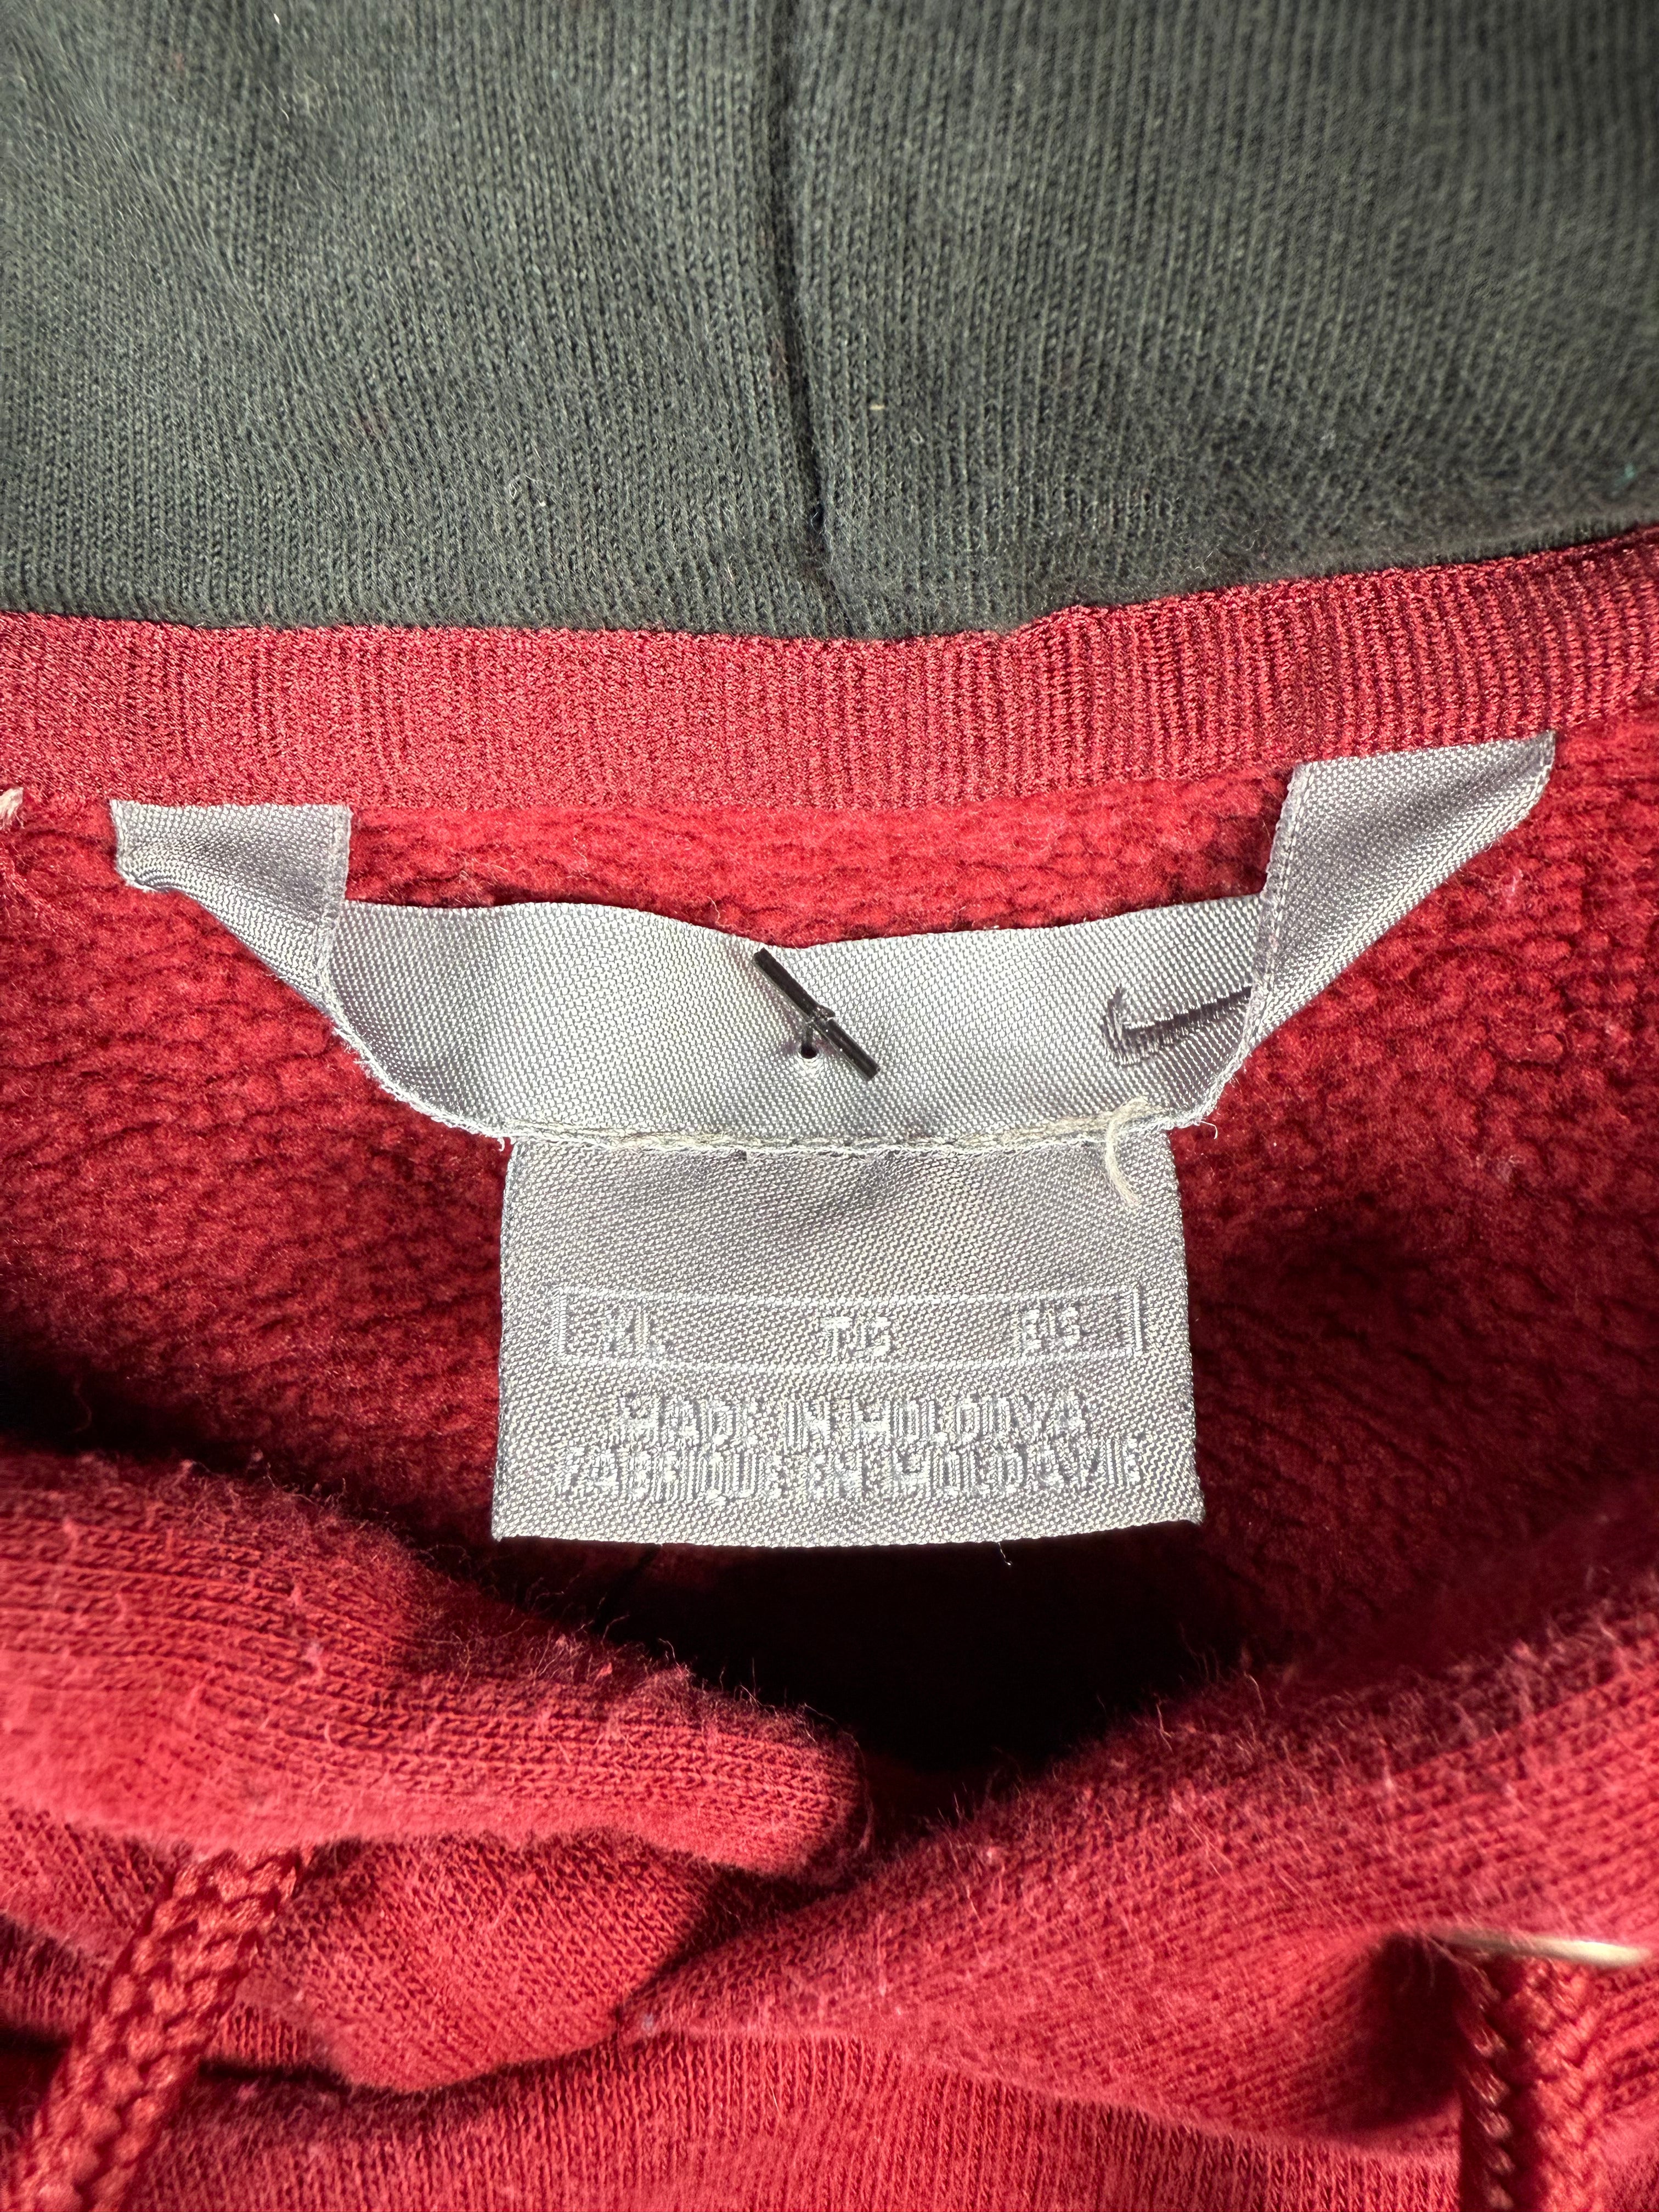 XL TG EG
MADE IN MOLDOVA
FABRIQUE EN MOLDAVIE